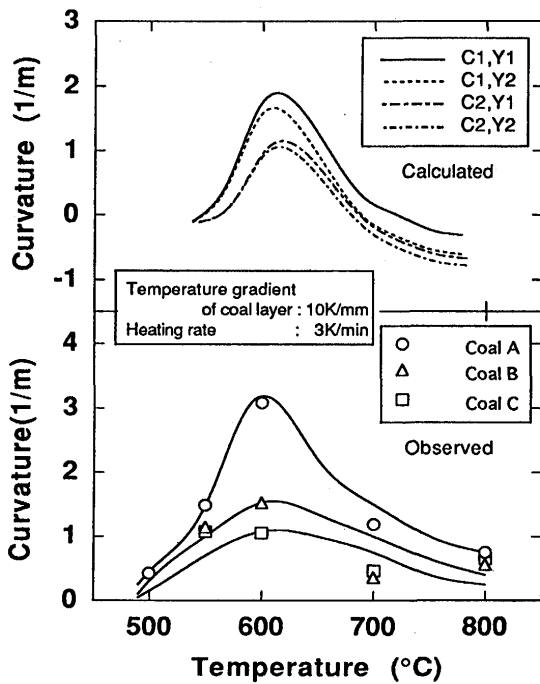 3
2
1
0
-1
Curvature (1/m)
C1,Y1
C1,Y2
C2,Y1
C2,Y2
Calculated
Temperature gradient
of coal layer : 10K/mm
Heating rate : 3K/min
4
3
2
1
0
Curvature(1/m)
Coal A
Coal B
Coal C
Observed
500 600 700 800
Temperature (°C)